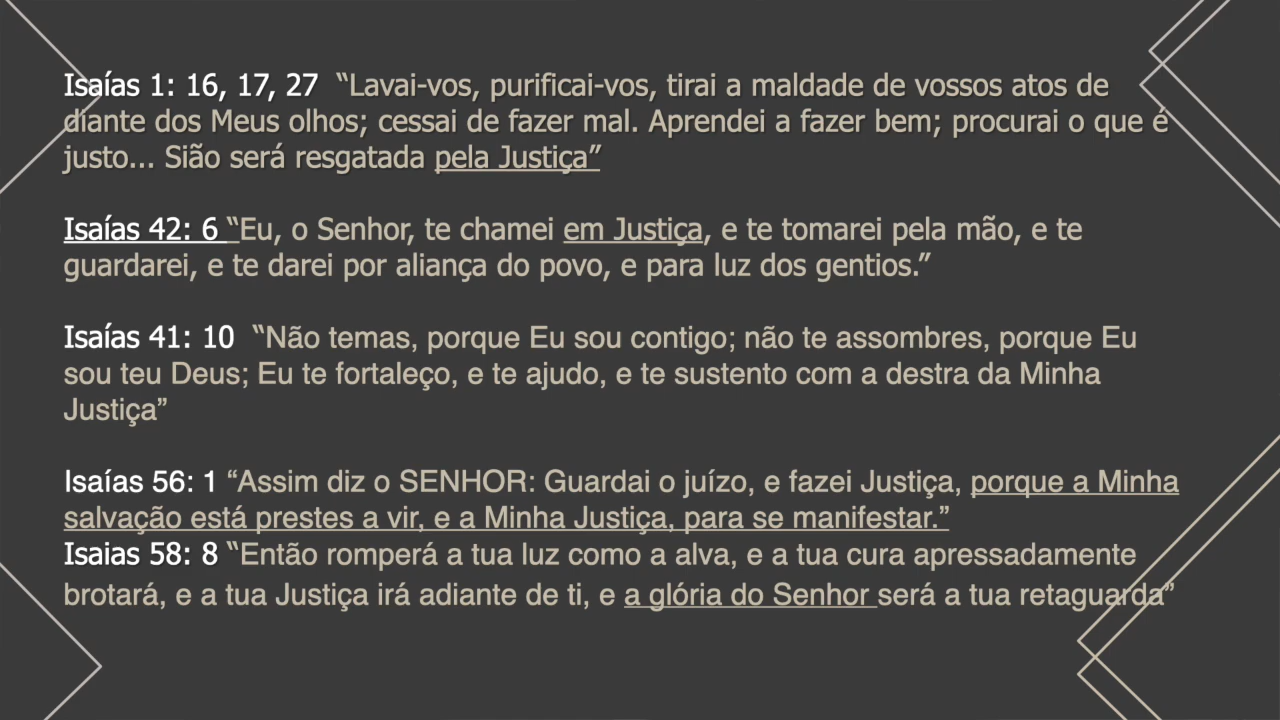 Isaías 1: 16, 17, 27  “Lavai-vos, purificai-vos, tirai a maldade de vossos atos de
diante dos Meus olhos; cessai de fazer mal. Aprendei a fazer bem; procurai o que é
justo... Sião será resgatada pela Justiça”
Isaías 42: 6 “Eu, o Senhor, te chamei em Justiça, e te tomarei pela mão, e te
guardarei, e te darei por aliança do povo, e para luz dos gentios.”
Isaías 41: 10  “Não temas, porque Eu sou contigo; não te assombres, porque Eu
sou teu Deus; Eu te fortaleço, e te ajudo, e te sustento com a destra da Minha
Justiça”
Isaías 56: 1 “Assim diz o SENHOR: Guardai o juízo, e fazei Justiça, porque a Minha
salvação está prestes a vir, e a Minha Justiça, para se manifestar.”
Isaias 58: 8 “Então romperá a tua luz como a alva, e a tua cura apressadamente
brotará, e a tua Justiça irá adiante de ti, e a glória do Senhor será a tua retaguarda”